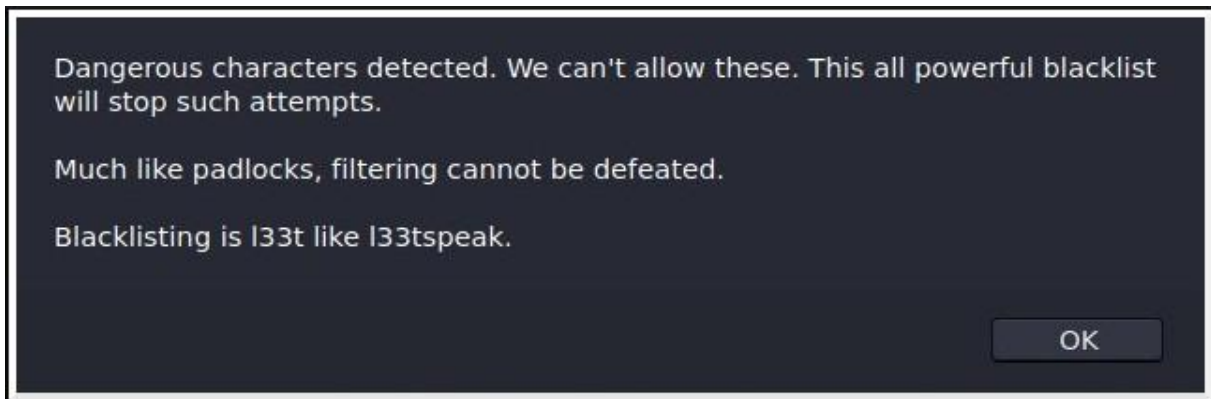 Dangerous characters detected. We can't allow these. This all powerful blacklist
will stop such attempts.
Much like padlocks, filtering cannot be defeated.
Blacklisting is l33t like l33tspeak.
OK